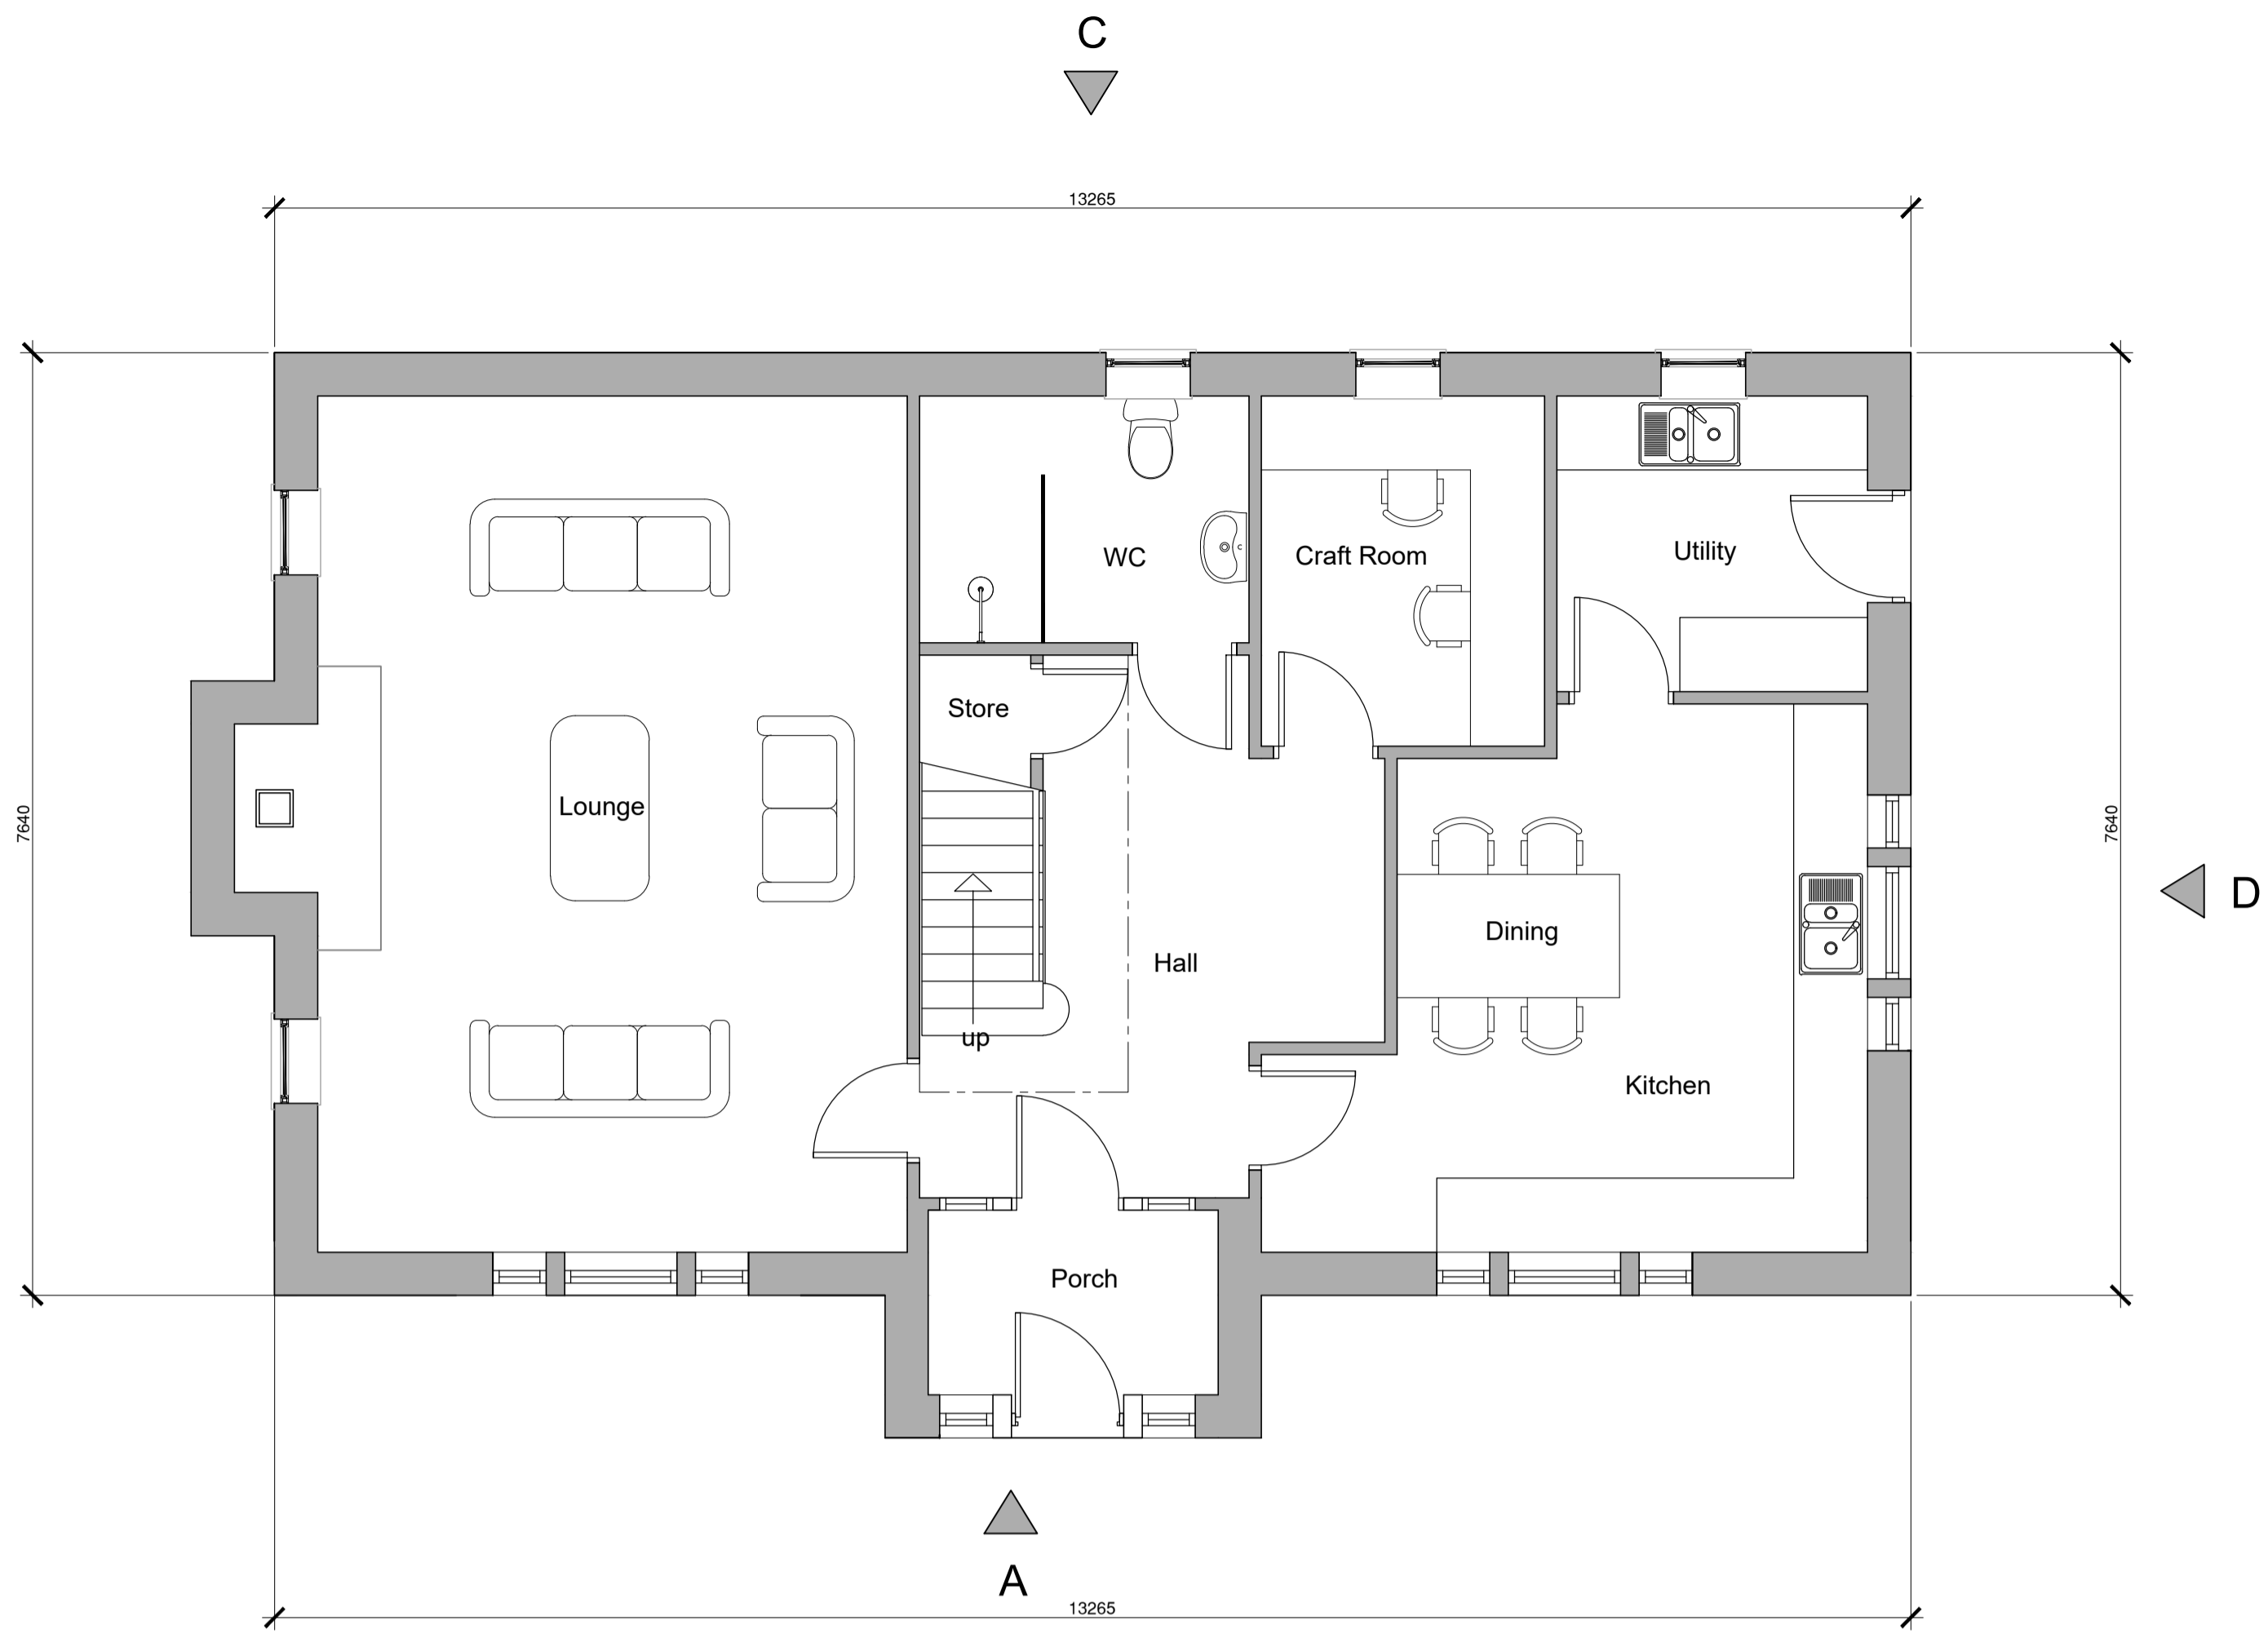 C
13265
WC
Craft Room
Utility
Store
7640
Lounge
7640
D
Dining
Hall
up
Kitchen
Porch
A
13265